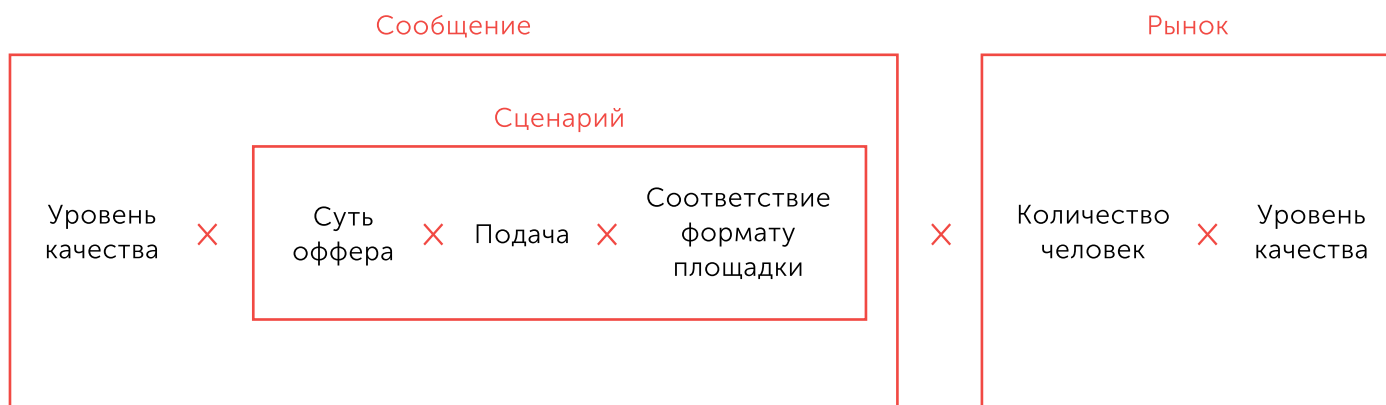 Сообщение
Рынок
Сценарий
Уровень
качества
×
Суть
оффера
×
Подача
×
Соответствие
формату
площадки
×
Количество
человек
×
Уровень
качества